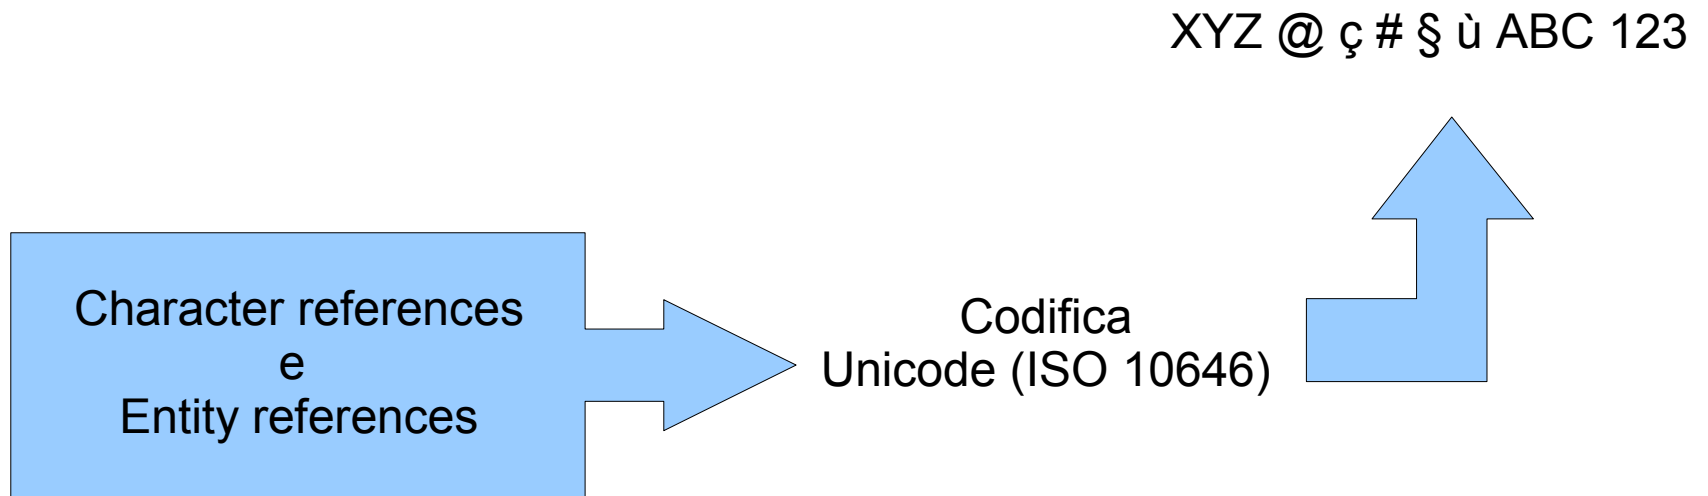 XYZ @ ç # § ù ABC 123
Character references
e
Entity references
Codifica
Unicode (ISO 10646)